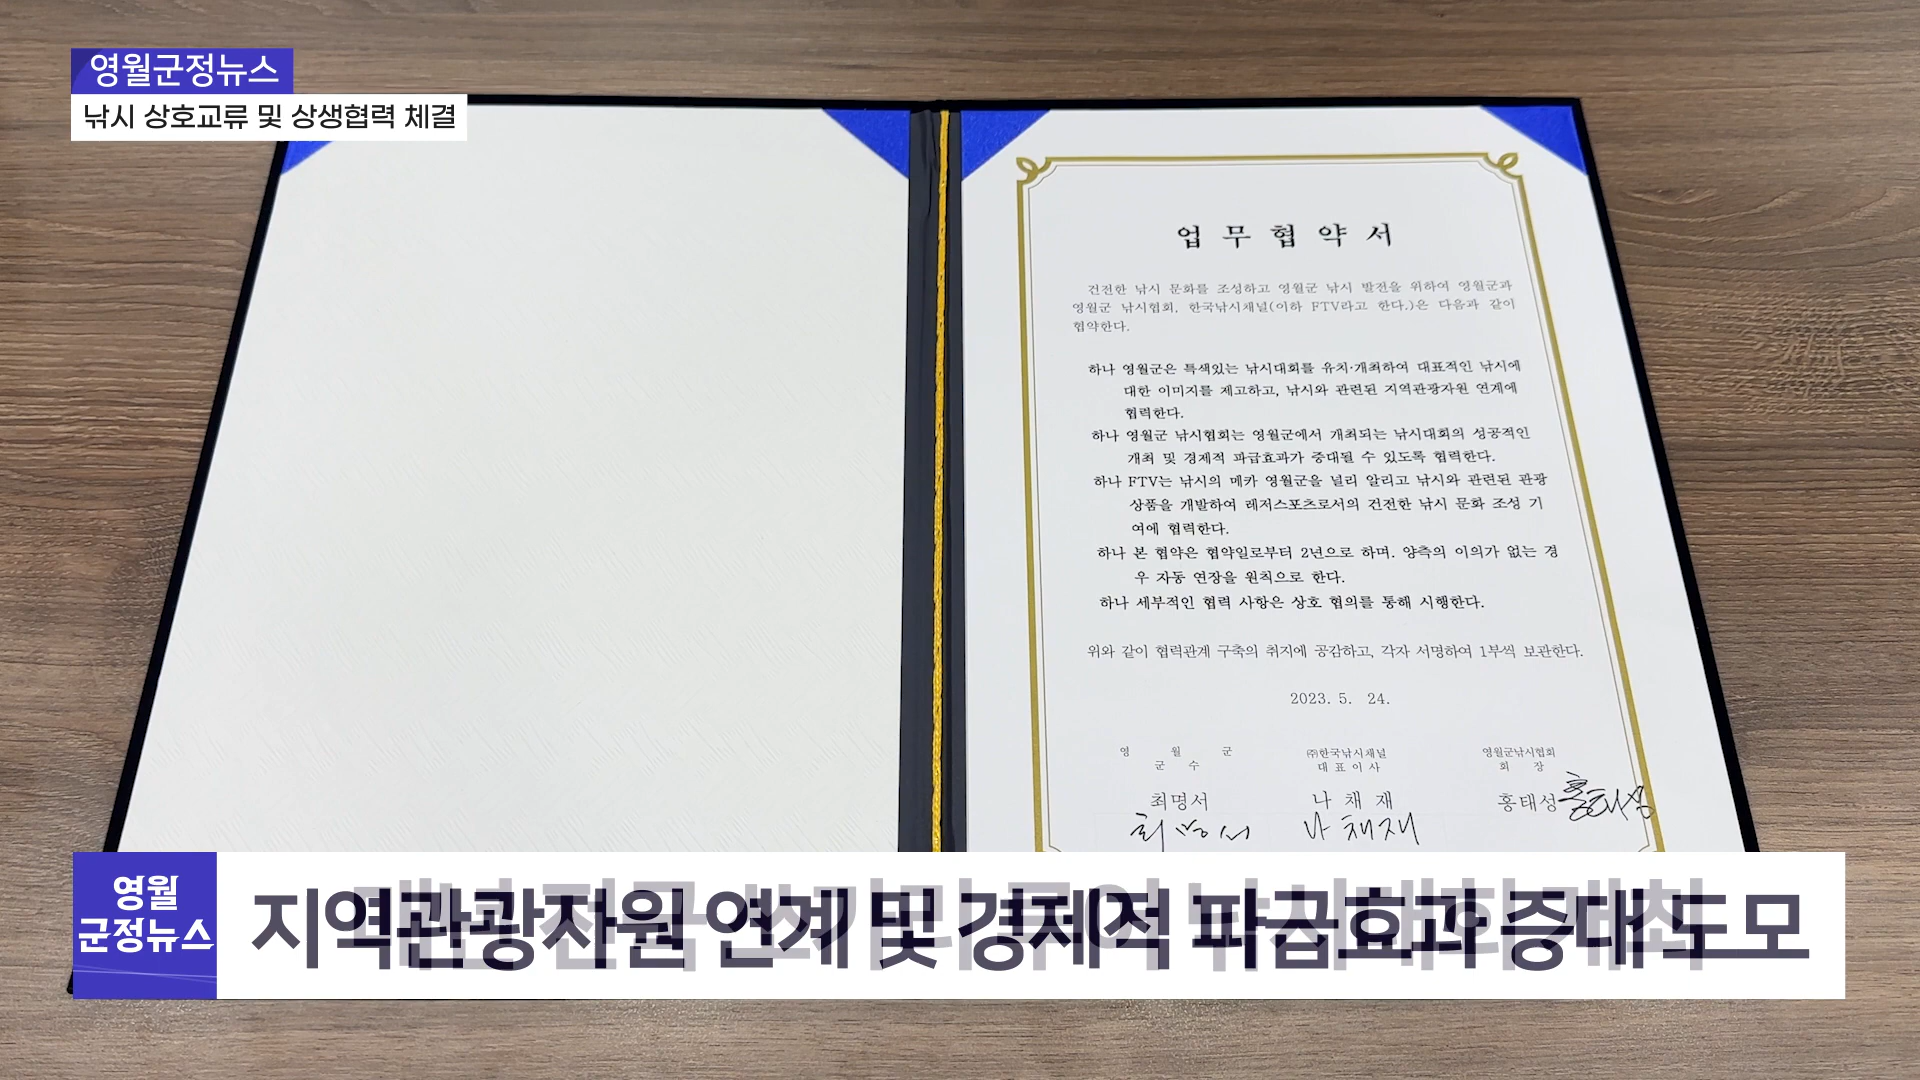 영월군정뉴스
낚시 상호교류 및 상생협력 체결
업무협약서
건전한 낚시 문화를 조성하고 영월군 낚시 발전을 위하여 영월군과
영월군 낚시협회, 한국낚시채널(이하 FTV라고 한다.)은 다음과 같이
협약한다.
하나 영월군은 특색있는 낚시대회를 유치·개최하여 대표적인 낚시에
대한 이미지를 제고하고, 낚시와 관련된 지역관광자원 연계에
협력한다.
하나 영월군 낚시협회는 영월군에서 개최되는 낚시대회의 성공적인
개최 및 경제적 파급효과가 증대될 수 있도록 협력한다.
하나 FTV는 낚시의 메카 영월군을 널리 알리고 낚시와 관련된 관광
상품을 개발하여 레저스포츠로서의 건전한 낚시 문화 조성 기
여에 협력한다.
하나 본 협약은 협약일로부터 2년으로 하며. 양측의 이의가 없는 경
우 자동 연장을 원칙으로 한다.
하나 세부적인 협력 사항은 상호 협의를 통해 시행한다.
위와 같이 협력관계 구축의 취지에 공감하고, 각자 서명하여 1부씩 보관한다.
2023. 5. 24.
영월군 ㈜한국낚시채널 영월군낚시협회
군수 대표이사 회장
최명서 나채재 홍태성 홍태성
최명서 나채재
영월
군정뉴스
지역관광자원 연계 및 경제적 파급효과 증대 도모